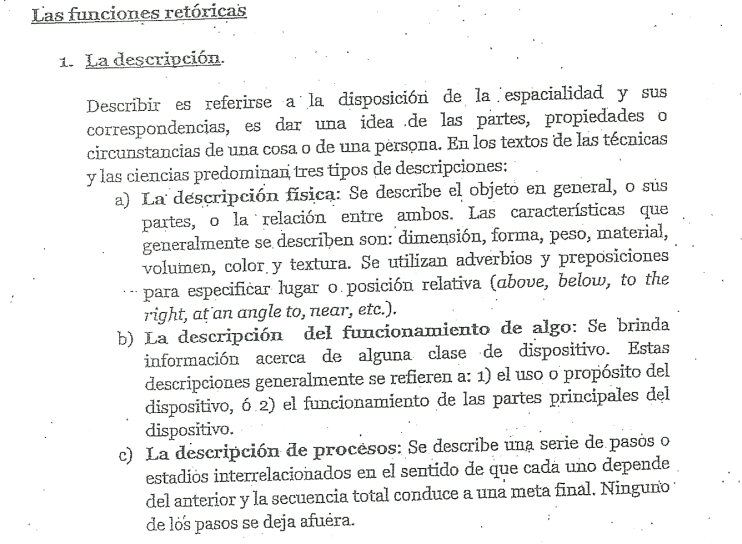 Las funciones retóricas
1. La descripción.
Describir es referirse a la disposición de la espacialidad y sus
correspondencias, es dar una idea de las partes, propiedades o
circunstancias de una cosa o de una persona. En los textos de las técnicas
y las ciencias predominan tres tipos de descripciones:
a) La descripción física: Se describe el objeto en general, o sus
partes, o la relación entre ambos. Las características que
generalmente se describen son: dimensión, forma, peso, material,
volumen, color y textura. Se utilizan adverbios y preposiciones
para especificar lugar o posición relativa (above, below, to the
right, at an angle to, near, etc.).
b) La descripción del funcionamiento de algo: Se brinda
información acerca de alguna clase de dispositivo. Estas
descripciones generalmente se refieren a: 1) el uso o propósito del
dispositivo, ó 2) el funcionamiento de las partes principales del
dispositivo.
c) La descripción de procesos: Se describe una serie de pasos o
estadios interrelacionados en el sentido de que cada uno depende
del anterior y la secuencia total conduce a una meta final. Ninguno
de los pasos se deja afuera.